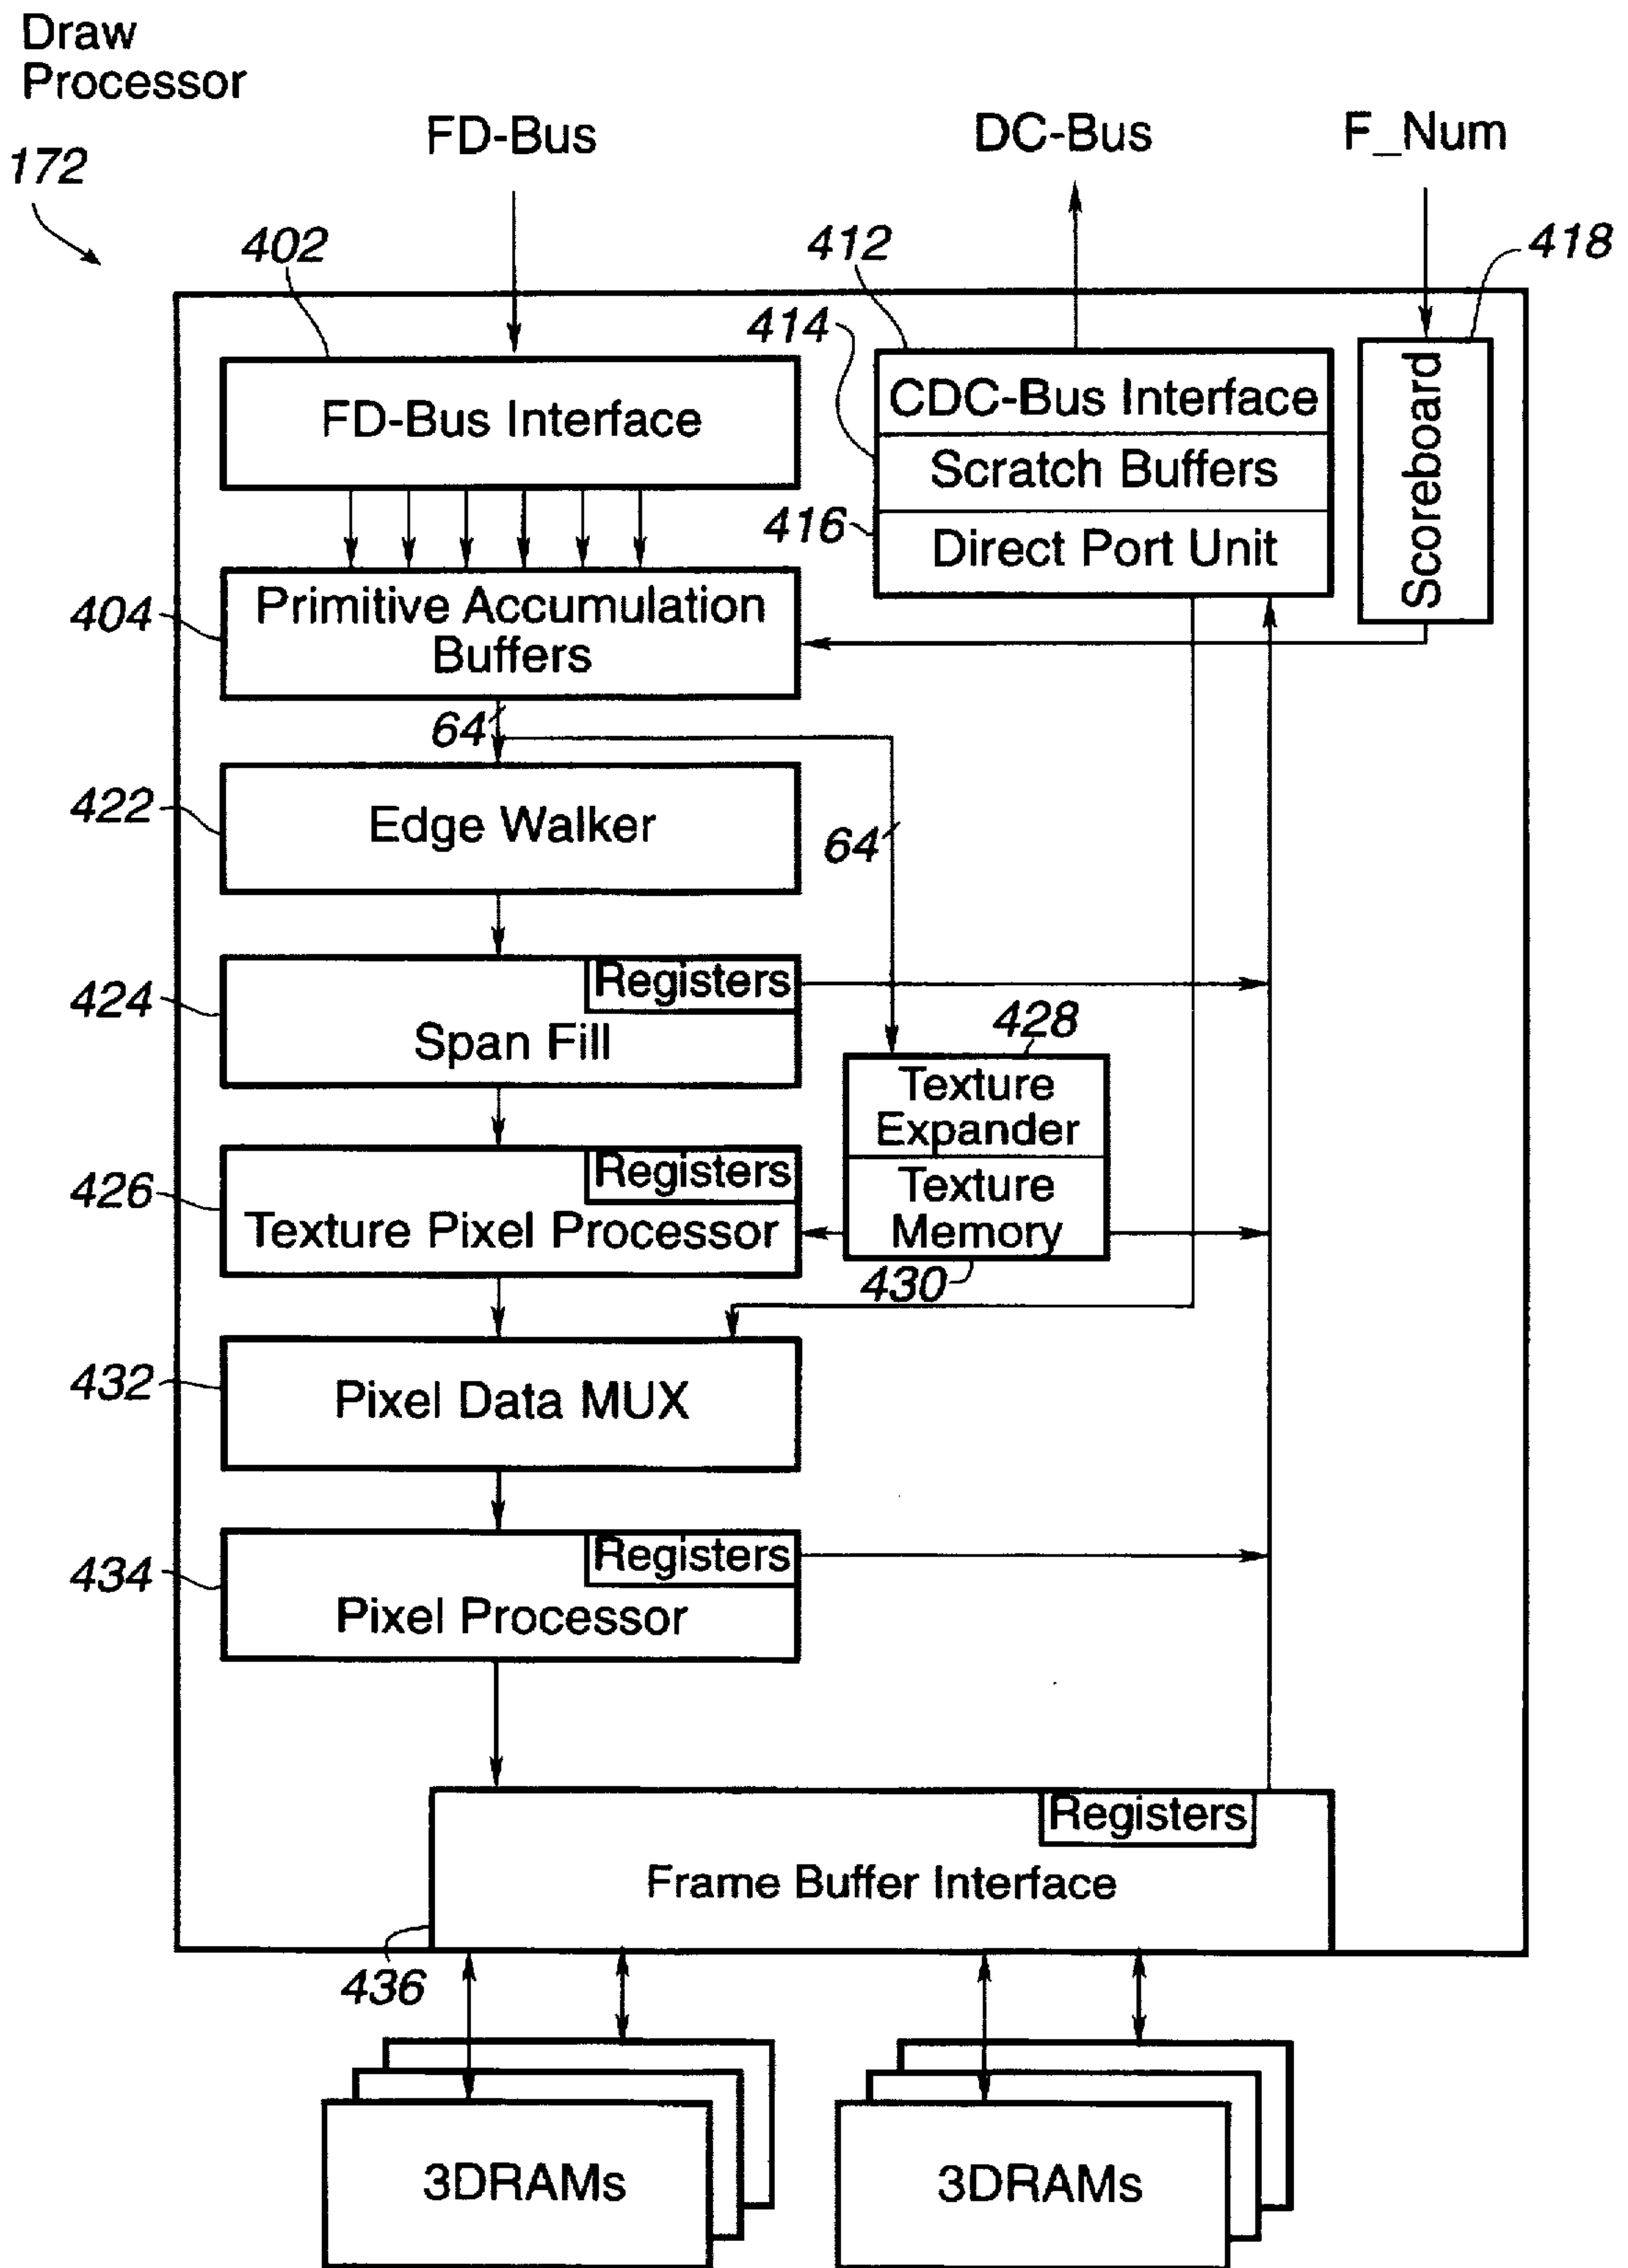 Draw
Processor
172
FD-Bus
DC-Bus
F_Num
402
412
414
418
FD-Bus Interface
CDC-Bus Interface
Scratch Buffers
416
Direct Port Unit
Scoreboard
404
Primitive Accumulation
Buffers
64
422
Edge Walker
64
424
Registers
Span Fill
428
Texture
Expander
426
Registers
Texture Pixel Processor
Texture
Memory
430
432
Pixel Data MUX
434
Registers
Pixel Processor
Registers
Frame Buffer Interface
436
3DRAMs
3DRAMs